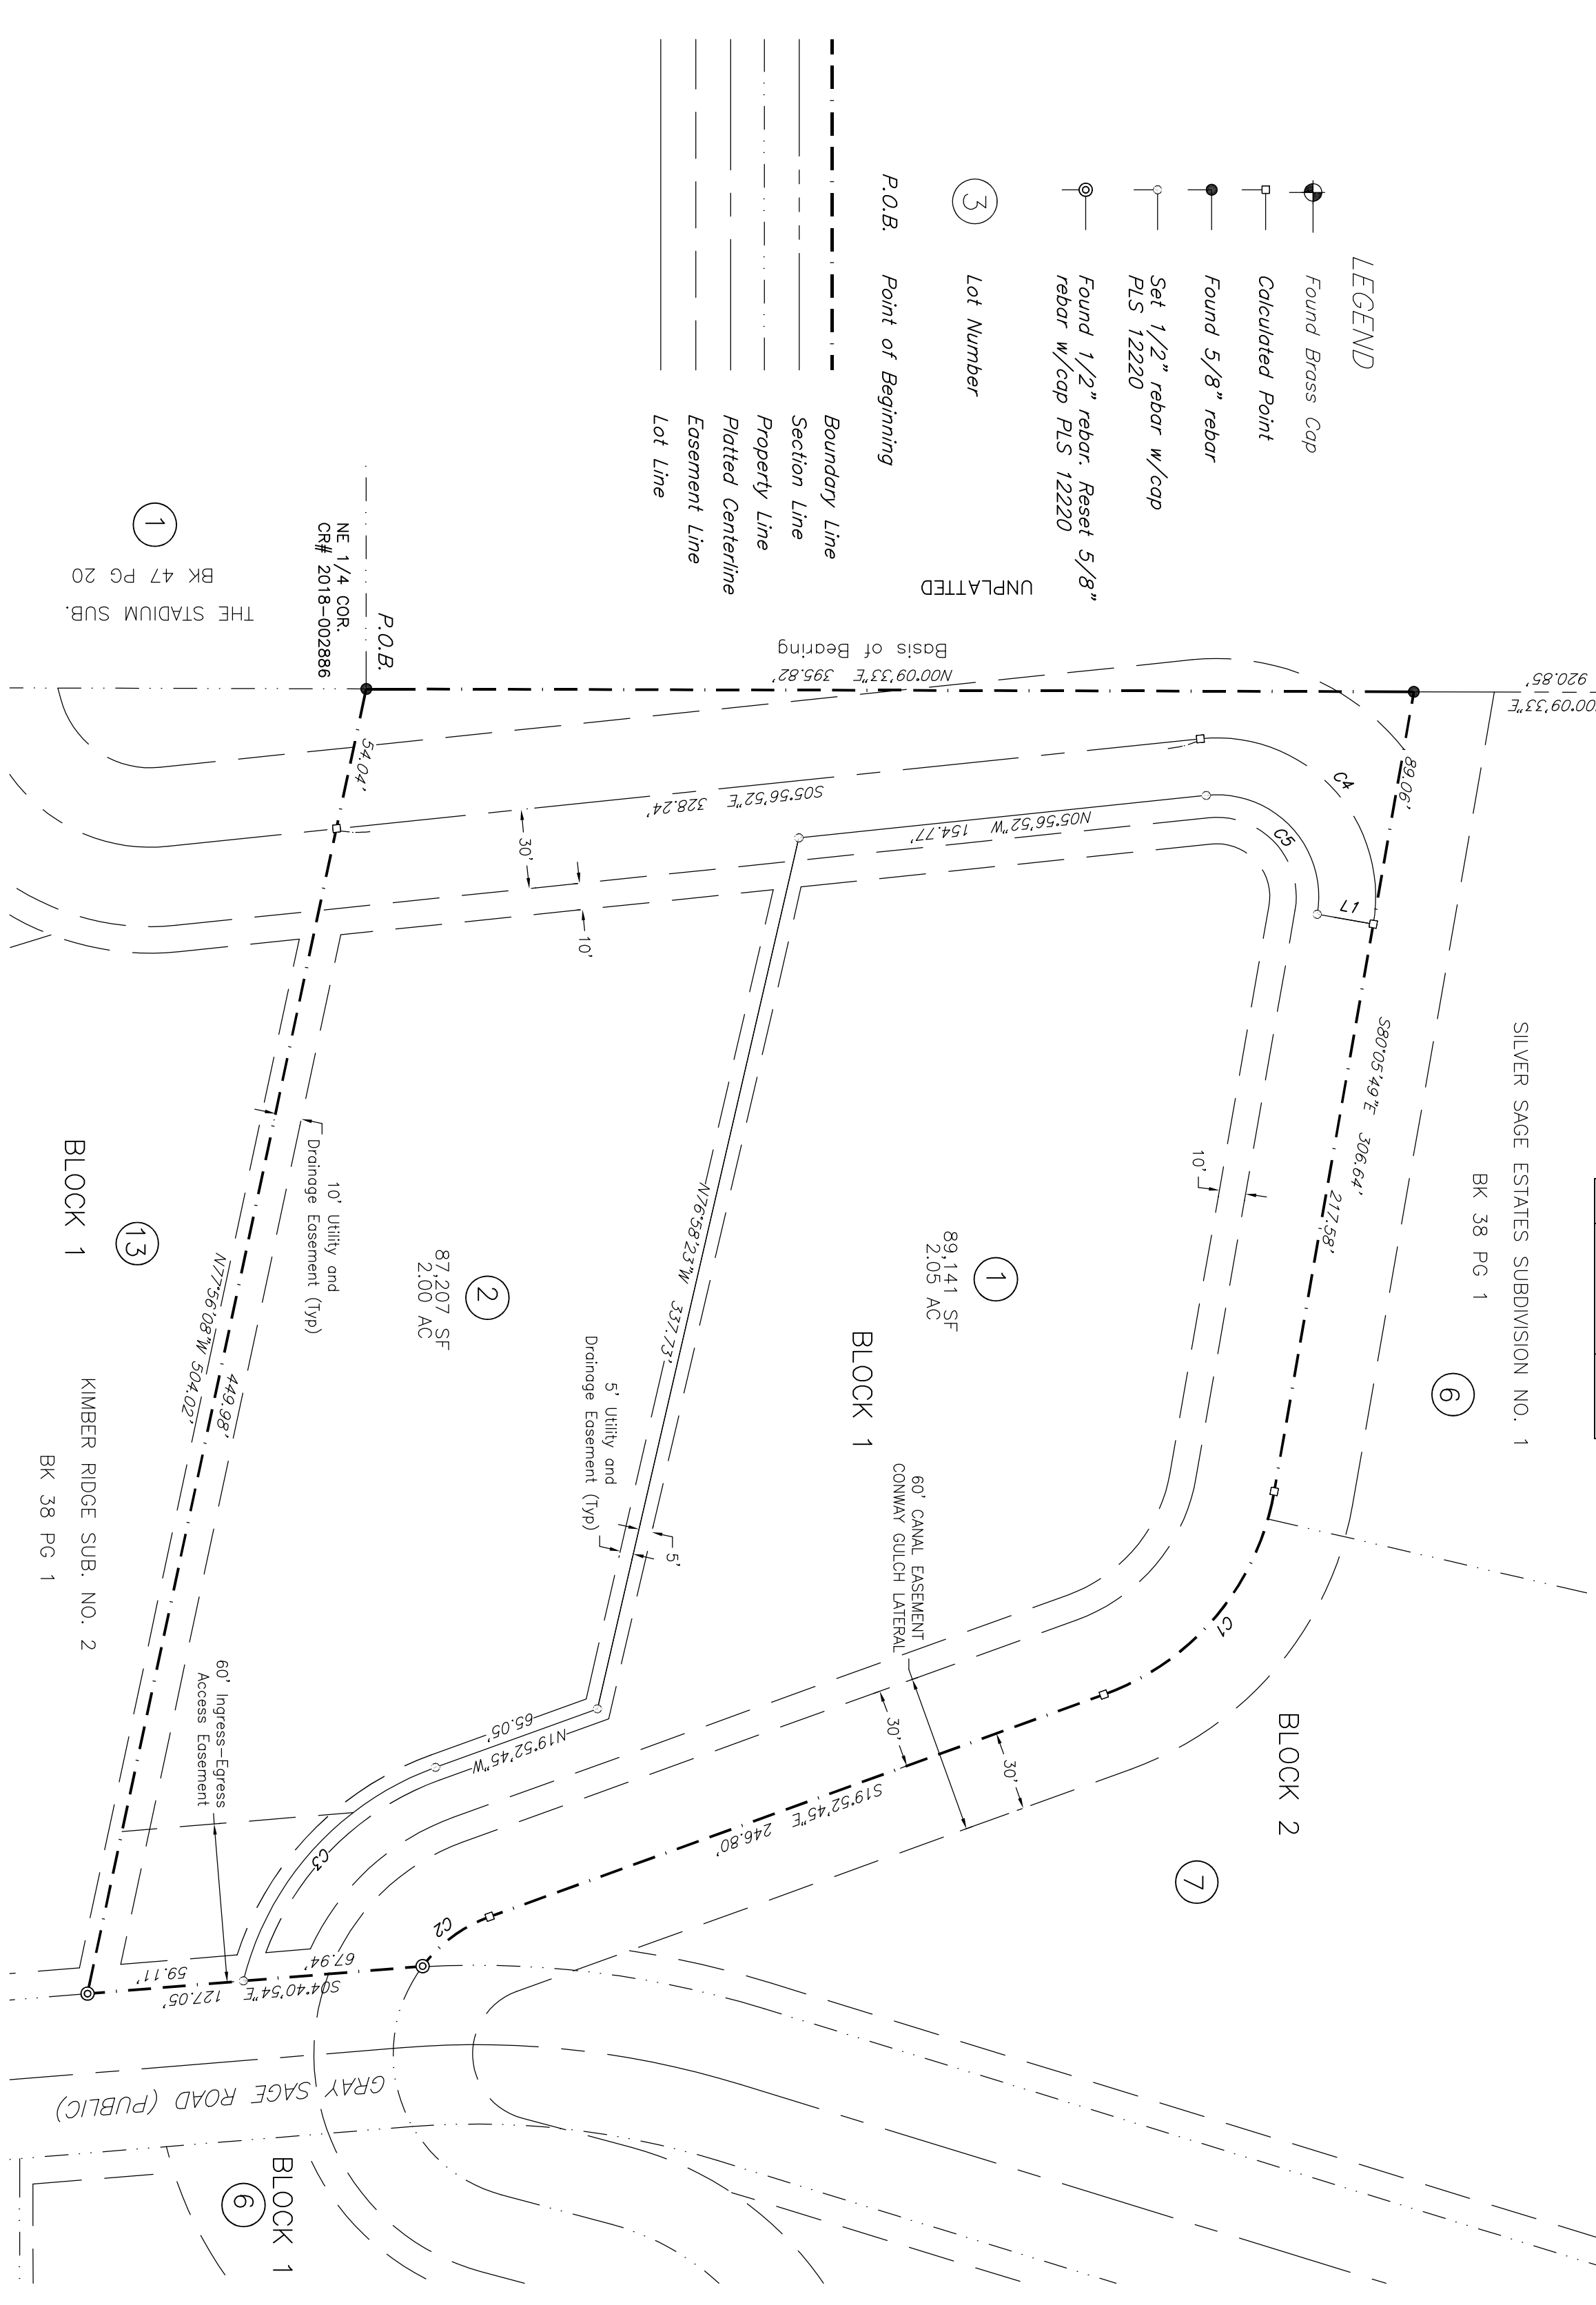 LEGEND
Found Brass Cap
Calculated Point
Found 5/8" rebar
Set 1/2" rebar w/cap
PLS 12220
Found 1/2" rebar. Reset 5/8"
rebar w/cap PLS 12220
3 Lot Number
P.O.B. Point of Beginning
Boundary Line
Section Line
Property Line
Platted Centerline
Easement Line
Lot Line
UNPLATTED
920.85'
Basis of Bearing
N00°09'33"E 395.82'
P.O.B.
NE 1/4 COR.
CR# 2018-002886
1
THE STADIUM SUB.
BK 47 PG 20
SILVER SAGE ESTATES SUBDIVISION NO. 1
BK 38 PG 1
6
89.06'
C4
C5
L1
S80°05'49"E 306.64'
217.58'
S05°56'52"E 328.24'
N05°56'52"W 154.77'
54.04'
30'
10'
10'
1
89,141 SF
2.05 AC
BLOCK 1
N76°58'23"W 337.73'
5' Utility and
Drainage Easement (Typ)
5'
2
87,207 SF
2.00 AC
10' Utility and
Drainage Easement (Typ)
N77°56'08"W 504.02'
449.98'
13
BLOCK 1
KIMBER RIDGE SUB. NO. 2
BK 38 PG 1
60' CANAL EASEMENT
CONWAY GULCH LATERAL
30'
30'
C1
BLOCK 2
7
S19°52'45"E 246.80'
65.05'
N19°52'45"W
C3
C2
60' Ingress-Egress
Access Easement
67.94'
59.11'
S04°40'54"E 127.05'
GRAY SAGE ROAD (PUBLIC)
BLOCK 1
6